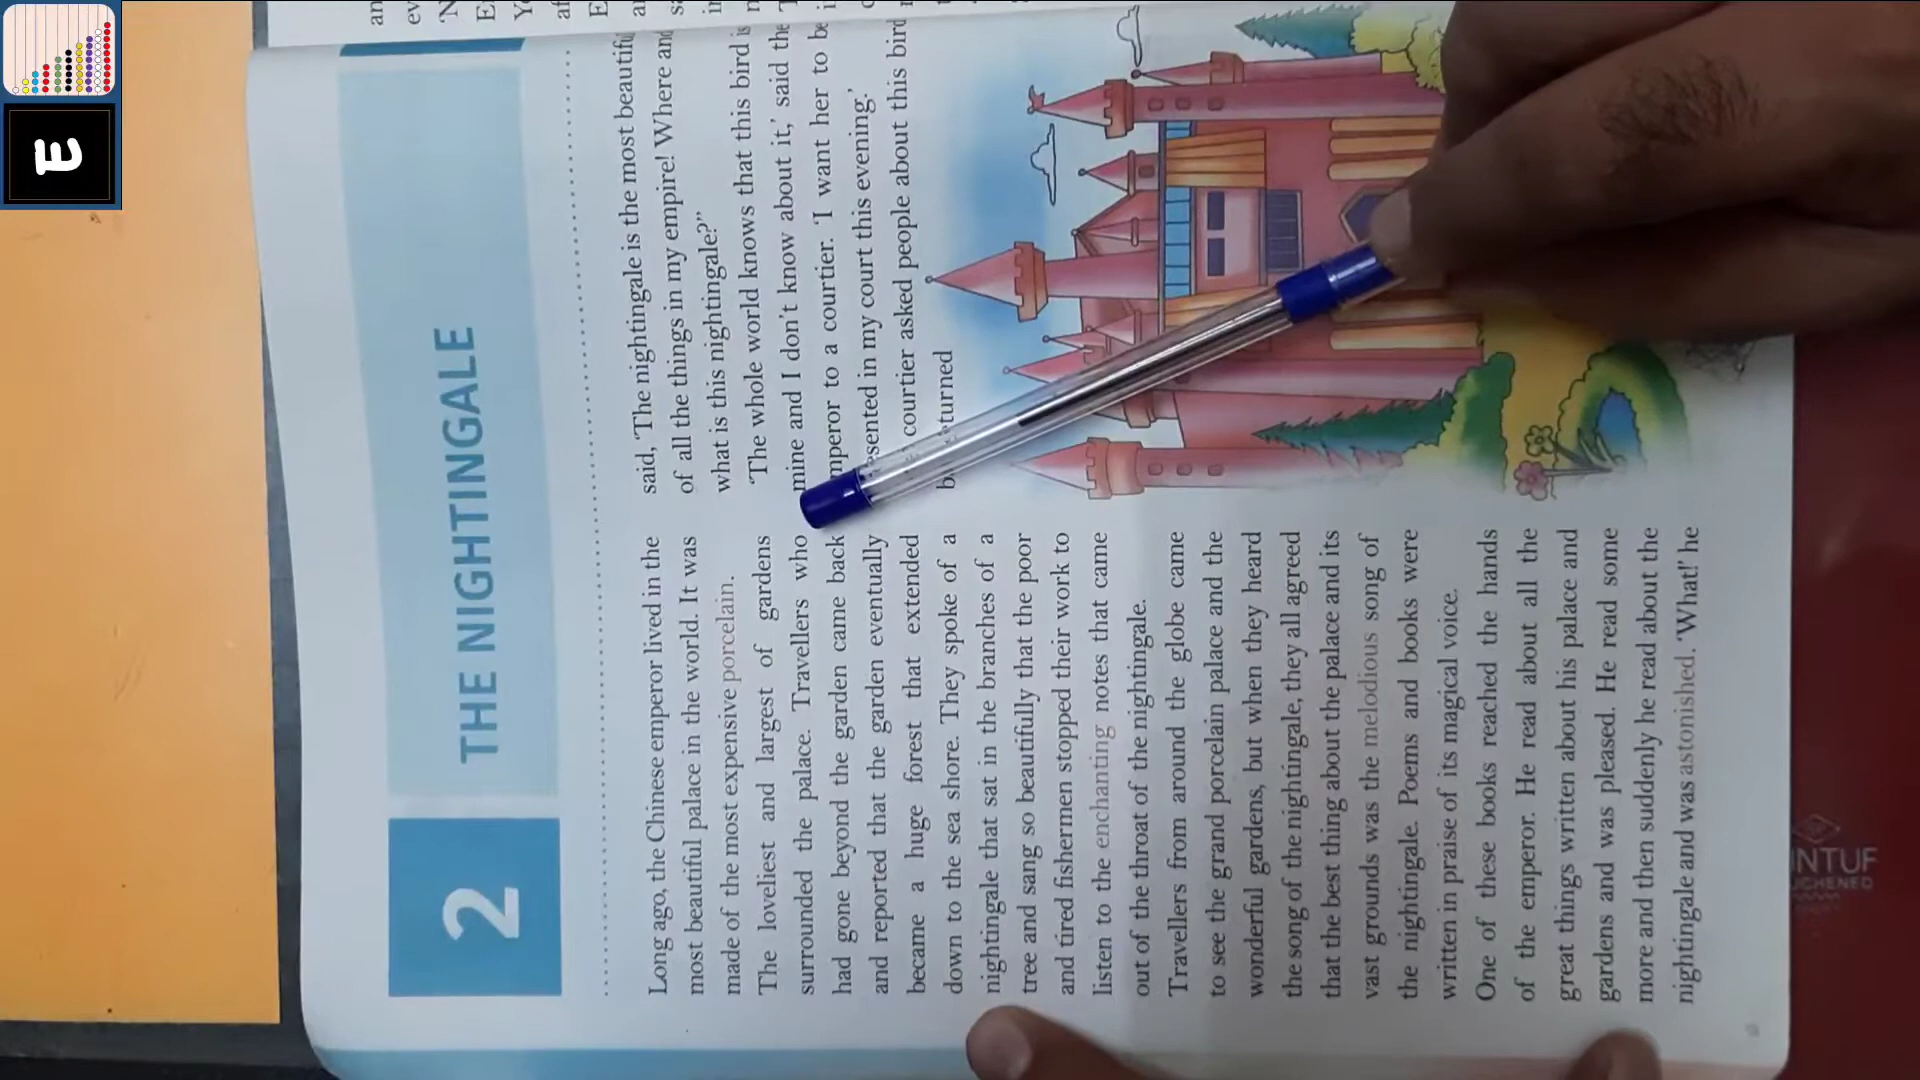 2
THE NIGHTINGALE
Long ago, the Chinese emperor lived in the
most beautiful palace in the world. It was
made of the most expensive porcelain.
The loveliest and largest of gardens
surrounded the palace. Travellers who
had gone beyond the garden came back
and reported that the garden eventually
became a huge forest that extended
down to the sea shore. They spoke of a
nightingale that sat in the branches of a
tree and sang so beautifully that the poor
and tired fishermen stopped their work to
listen to the enchanting notes that came
out of the throat of the nightingale.
Travellers from around the globe came
to see the grand porcelain palace and the
wonderful gardens, but when they heard
the song of the nightingale, they all agreed
that the best thing about the palace and its
vast grounds was the melodious song of
the nightingale. Poems and books were
written in praise of its magical voice.
One of these books reached the hands
of the emperor. He read about all the
great things written about his palace and
gardens and was pleased. He read some
more and then suddenly he read about the
nightingale and was astonished. 'What!' he
said, 'The nightingale is the most beautifu
of all the things in my empire! Where and
what is this nightingale?"
'The whole world knows that this bird is
mine and I don't know about it,' said the
mperor to a courtier. 'I want her to be
esented in my court this evening.'
courtier asked people about this bird
b turned
E
NTUF
UCHENED